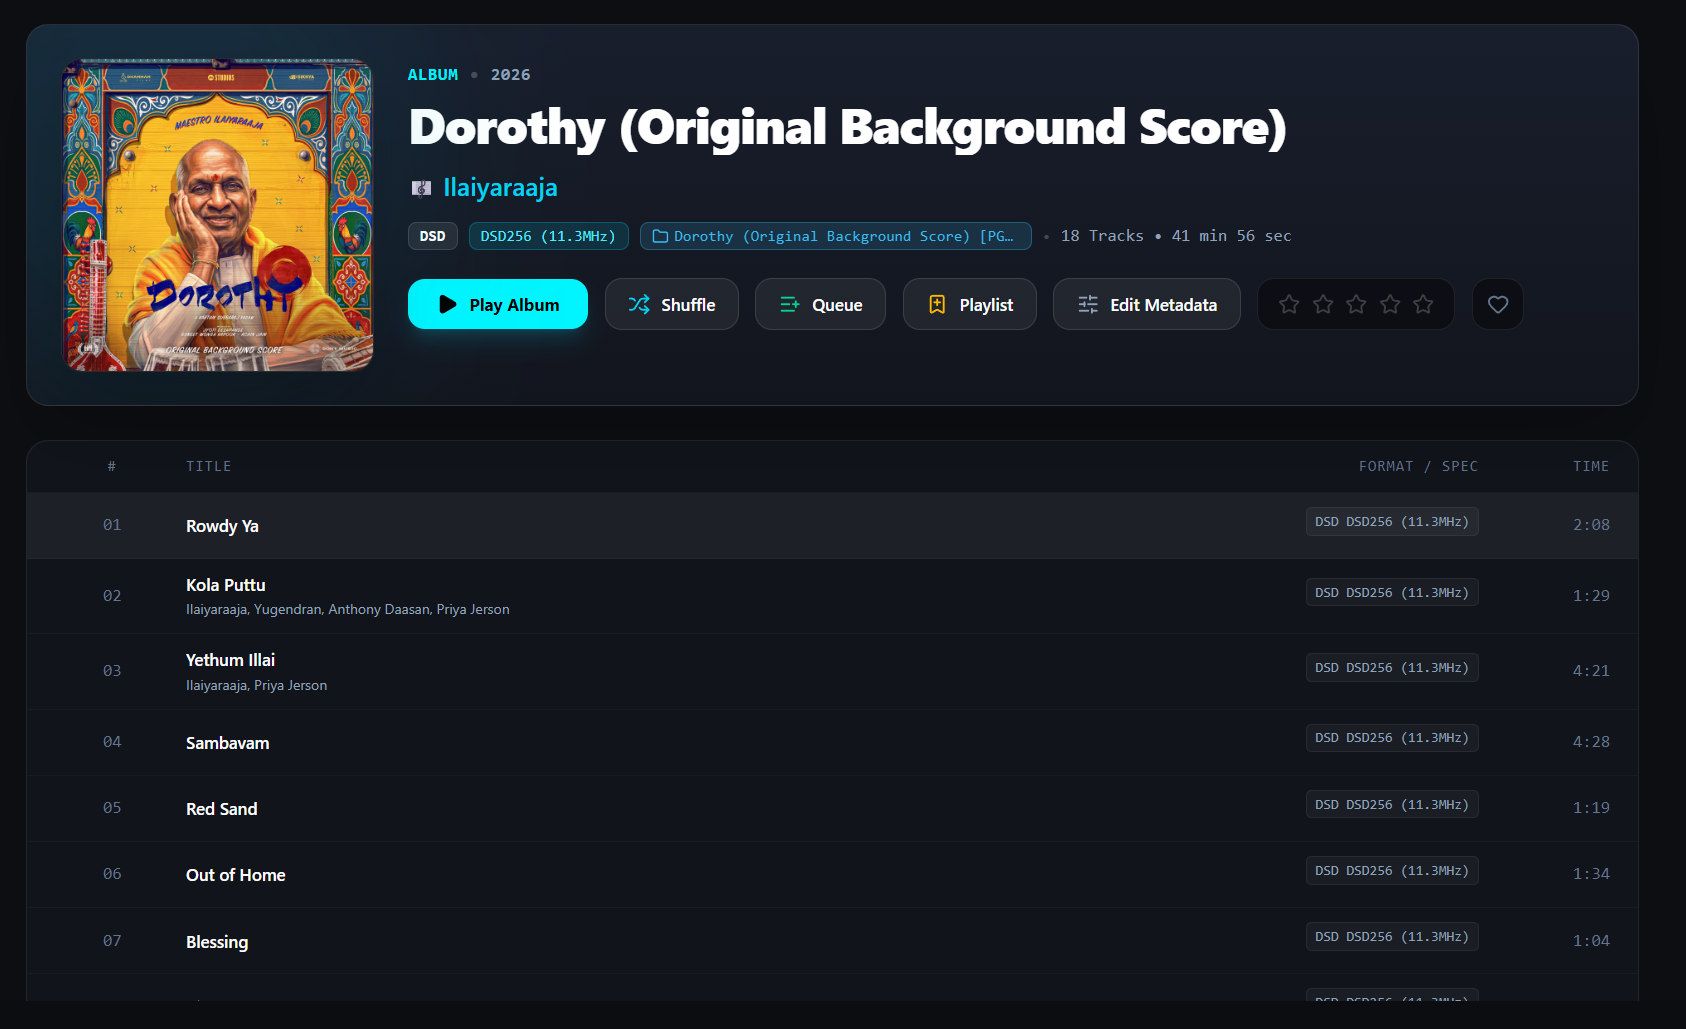 MAESTRO ILAIYARAAJA
STUDIOS
DOROTHY
ORIGINAL BACKGROUND SCORE
ALBUM • 2026
Dorothy (Original Background Score)
Ilaiyaraaja
DSD DSD256 (11.3MHz) Dorothy (Original Background Score) [PG… • 18 Tracks • 41 min 56 sec
Play Album Shuffle Queue Playlist Edit Metadata
# TITLE FORMAT / SPEC TIME
01 Rowdy Ya DSD DSD256 (11.3MHz) 2:08
02 Kola Puttu DSD DSD256 (11.3MHz) 1:29
Ilaiyaraaja, Yugendran, Anthony Daasan, Priya Jerson
03 Yethum Illai DSD DSD256 (11.3MHz) 4:21
Ilaiyaraaja, Priya Jerson
04 Sambavam DSD DSD256 (11.3MHz) 4:28
05 Red Sand DSD DSD256 (11.3MHz) 1:19
06 Out of Home DSD DSD256 (11.3MHz) 1:34
07 Blessing DSD DSD256 (11.3MHz) 1:04